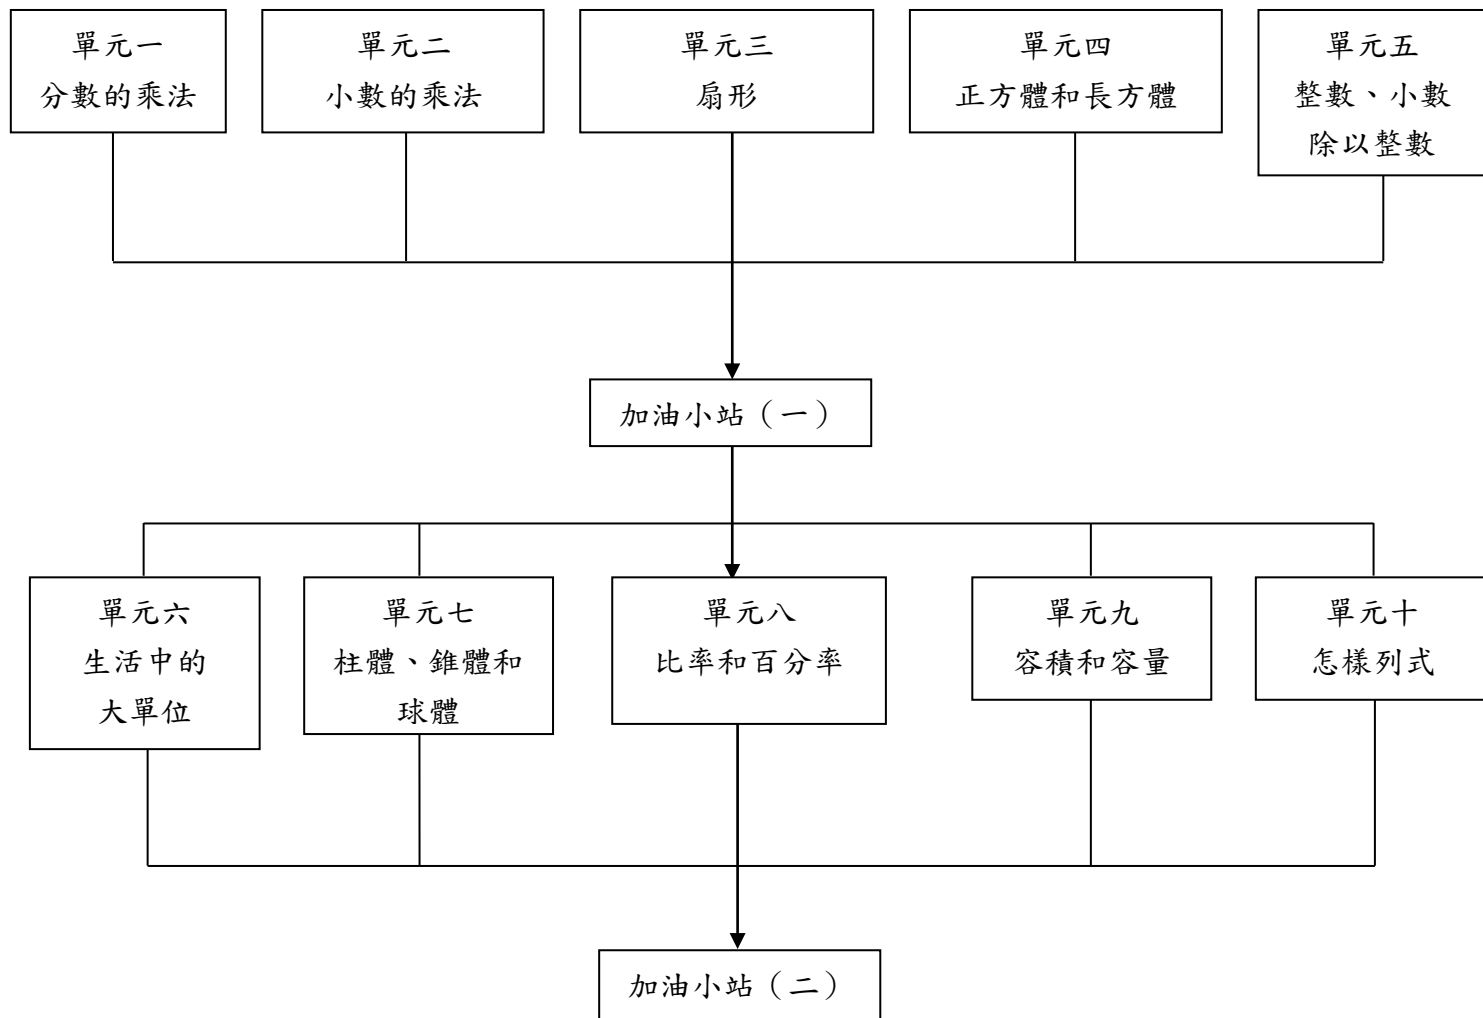 單元一
分數的乘法
單元二
小數的乘法
單元三
扇形
單元四
正方體和長方體
單元五
整數、小數
除以整數
加油小站（一）
單元六
生活中的
大單位
單元七
柱體、錐體和
球體
單元八
比率和百分率
單元九
容積和容量
單元十
怎樣列式
加油小站（二）